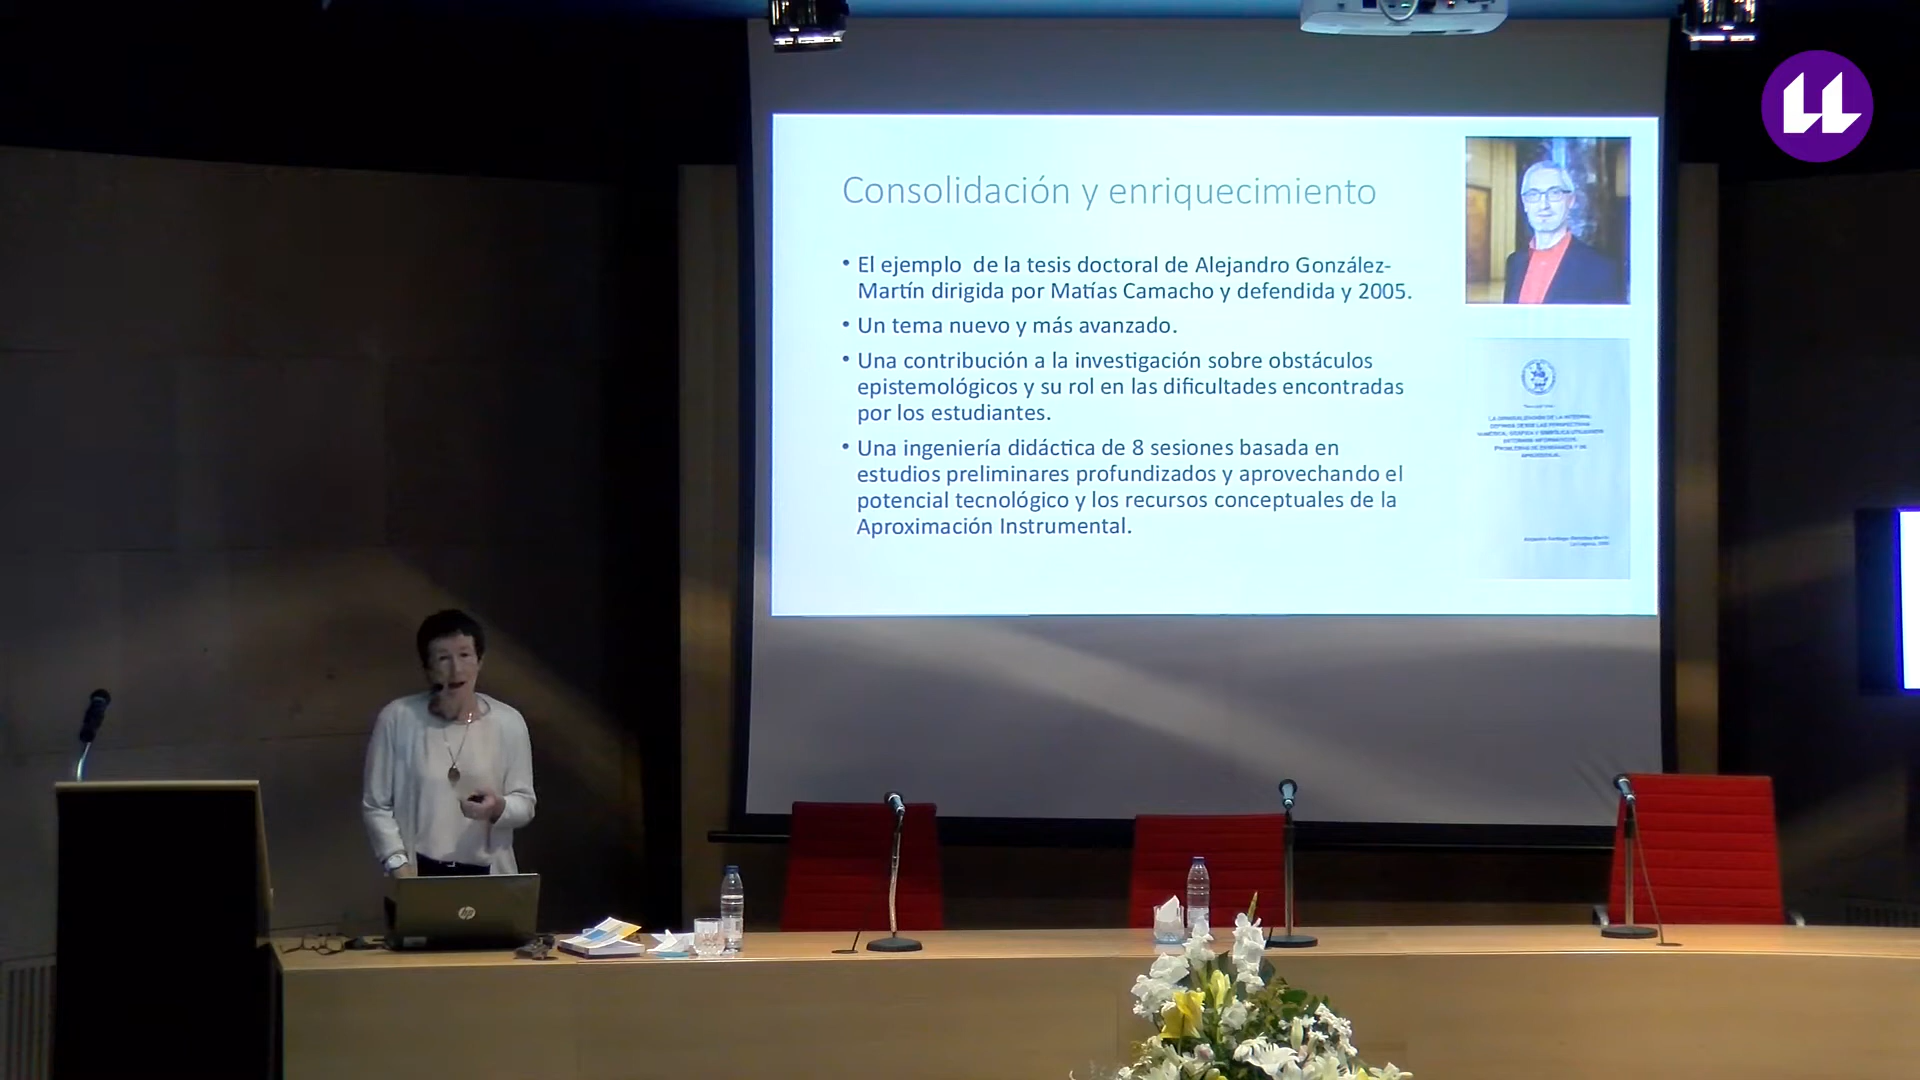 Consolidación y enriquecimiento
• El ejemplo de la tesis doctoral de Alejandro González-
Martín dirigida por Matías Camacho y defendida y 2005.
• Un tema nuevo y más avanzado.
• Una contribución a la investigación sobre obstáculos
epistemológicos y su rol en las dificultades encontradas
por los estudiantes.
• Una ingeniería didáctica de 8 sesiones basada en
estudios preliminares profundizados y aprovechando el
potencial tecnológico y los recursos conceptuales de la
Aproximación Instrumental.
hp